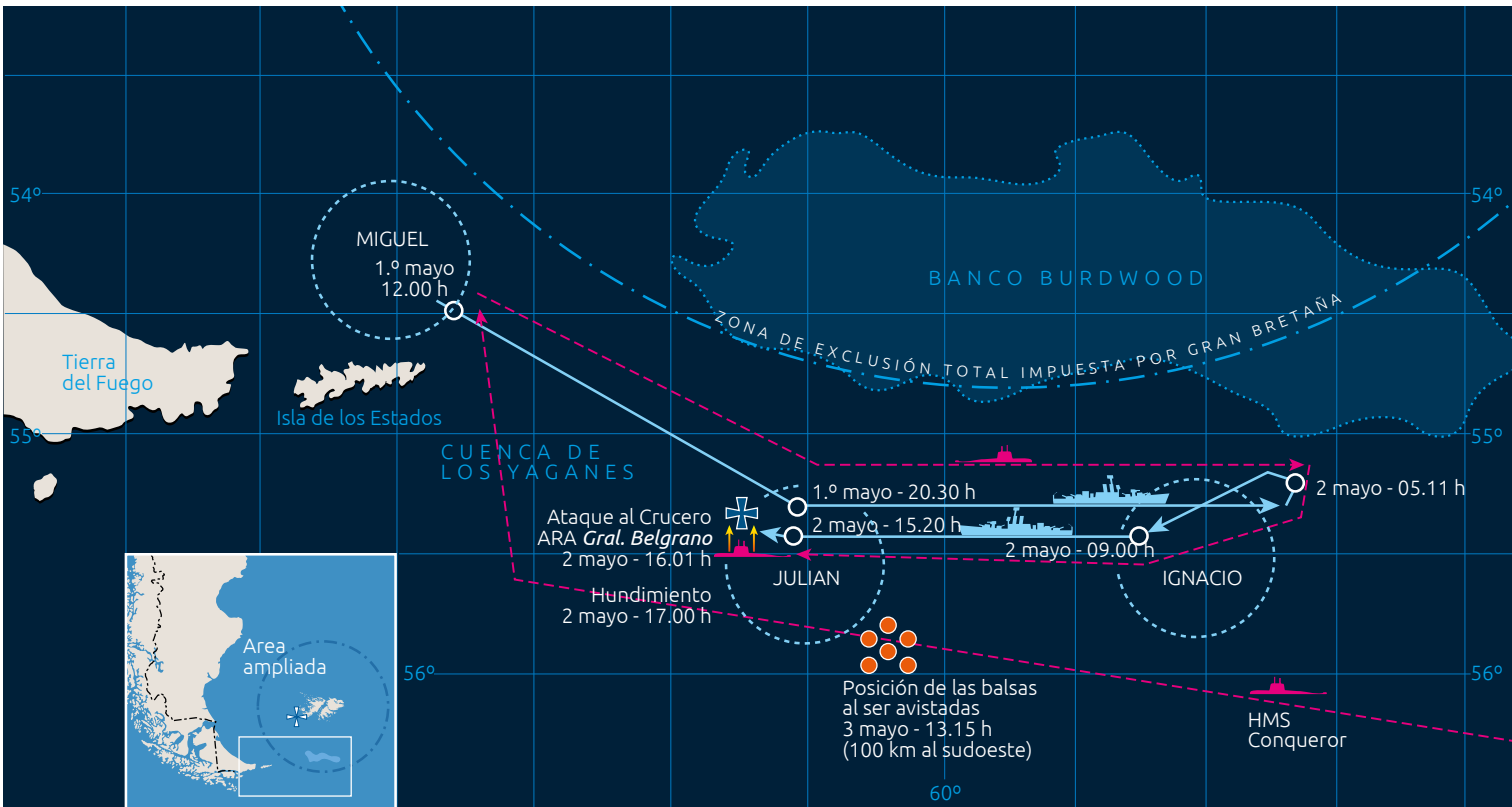 54º
54º
MIGUEL
1.º mayo
12.00 h
BANCO BURDWOOD
ZONA DE EXCLUSIÓN TOTAL IMPUESTA POR GRAN BRETAÑA
Tierra
del Fuego
Isla de los Estados
55º
55º
CUENCA DE
LOS YAGANES
1.º mayo - 20.30 h
2 mayo - 05.11 h
Ataque al Crucero
ARA Gral. Belgrano
2 mayo - 16.01 h
2 mayo - 15.20 h
2 mayo - 09.00 h
JULIAN
IGNACIO
Hundimiento
2 mayo - 17.00 h
Area
ampliada
56º
56º
Posición de las balsas
al ser avistadas
3 mayo - 13.15 h
(100 km al sudoeste)
HMS
Conqueror
60º